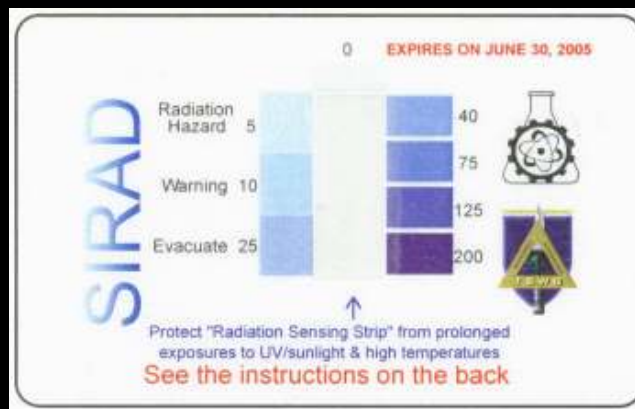 0
EXPIRES ON JUNE 30, 2005
SIRAD
Radiation
Hazard 5
Warning 10
Evacuate 25
40
75
125
200
T S W G
Protect "Radiation Sensing Strip" from prolonged
exposures to UV/sunlight & high temperatures
See the instructions on the back